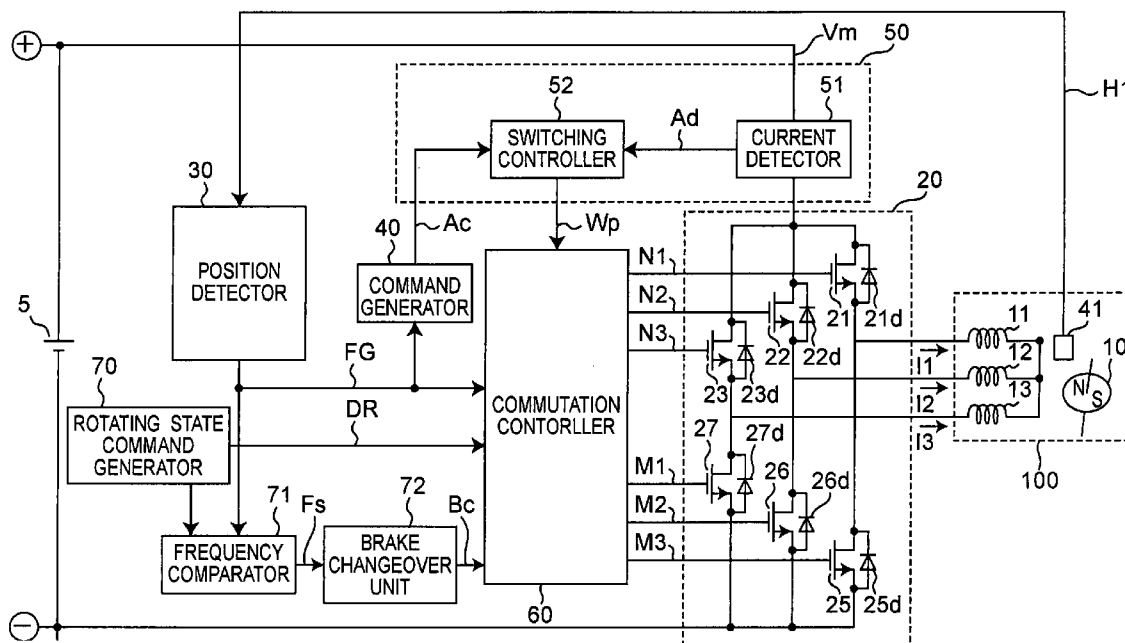 +
Vm
50
H1
52
51
SWITCHING
CONTROLLER
Ad
CURRENT
DETECTOR
30
20
Ac
Wp
40
POSITION
DETECTOR
COMMAND
GENERATOR
N1
N2
N3
21
21d
22
22d
23
23d
5
11
41
12
10
13
N
S
I1
I2
I3
100
FG
70
DR
COMMUTATION
CONTORLLER
ROTATING STATE
COMMAND
GENERATOR
27
27d
M1
26
26d
M2
M3
71
Fs
72
Bc
FREQUENCY
COMPARATOR
BRAKE
CHANGEOVER
UNIT
25
25d
60
−